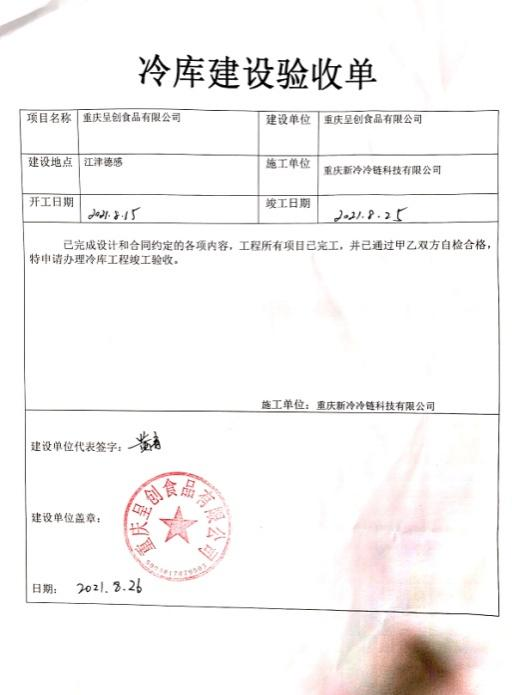 冷库建设验收单
项目名称 重庆呈创食品有限公司 建设单位 重庆呈创食品有限公司
建设地点 江津德感 施工单位 重庆新冷冷链科技有限公司
开工日期 2021.8.15 竣工日期 2021.8.25
已完成设计和合同约定的各项内容，工程所有项目已完工，并已通过甲乙双方自检合格，
特申请办理冷库工程竣工验收。
施工单位：重庆新冷冷链科技有限公司
建设单位代表签字：
建设单位盖章：
重庆呈创食品有限公司
日期： 2021.8.26